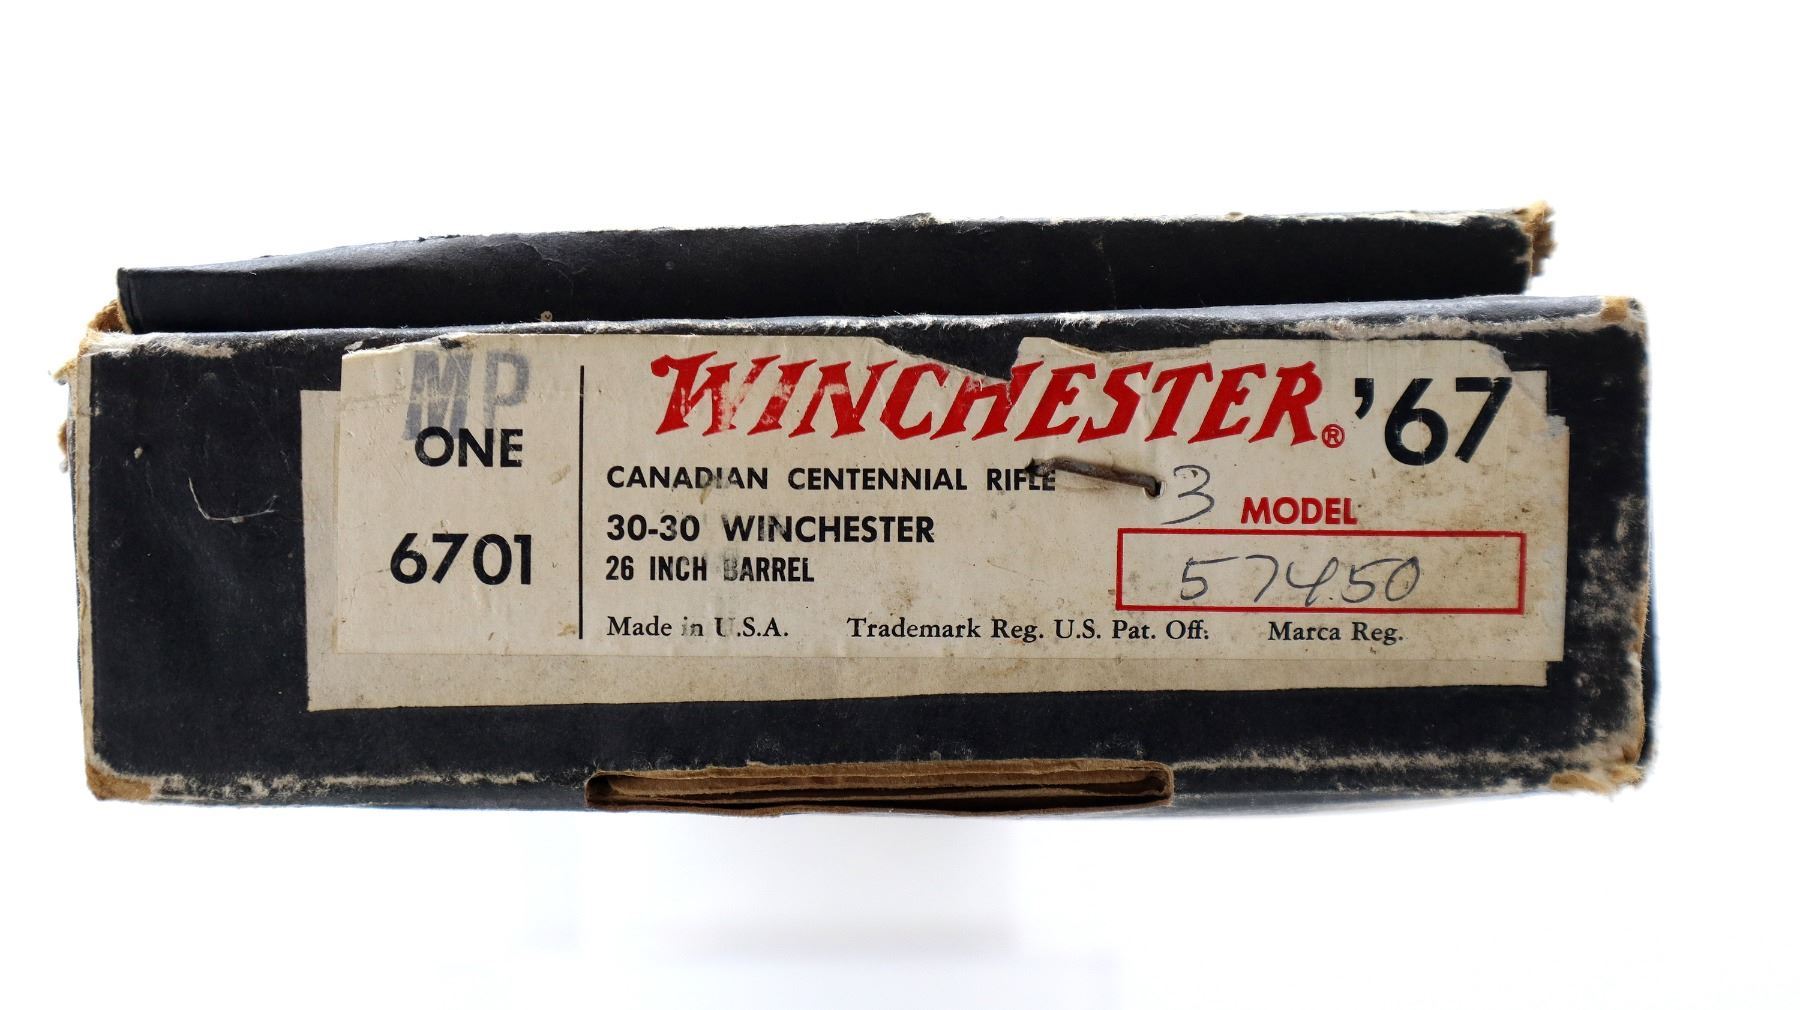 MP
ONE
6701
WINCHESTER® '67
CANADIAN CENTENNIAL RIFLE
3 MODEL
30-30 WINCHESTER
26 INCH BARREL
57450
Made in U.S.A. Trademark Reg. U.S. Pat. Off. Marca Reg.